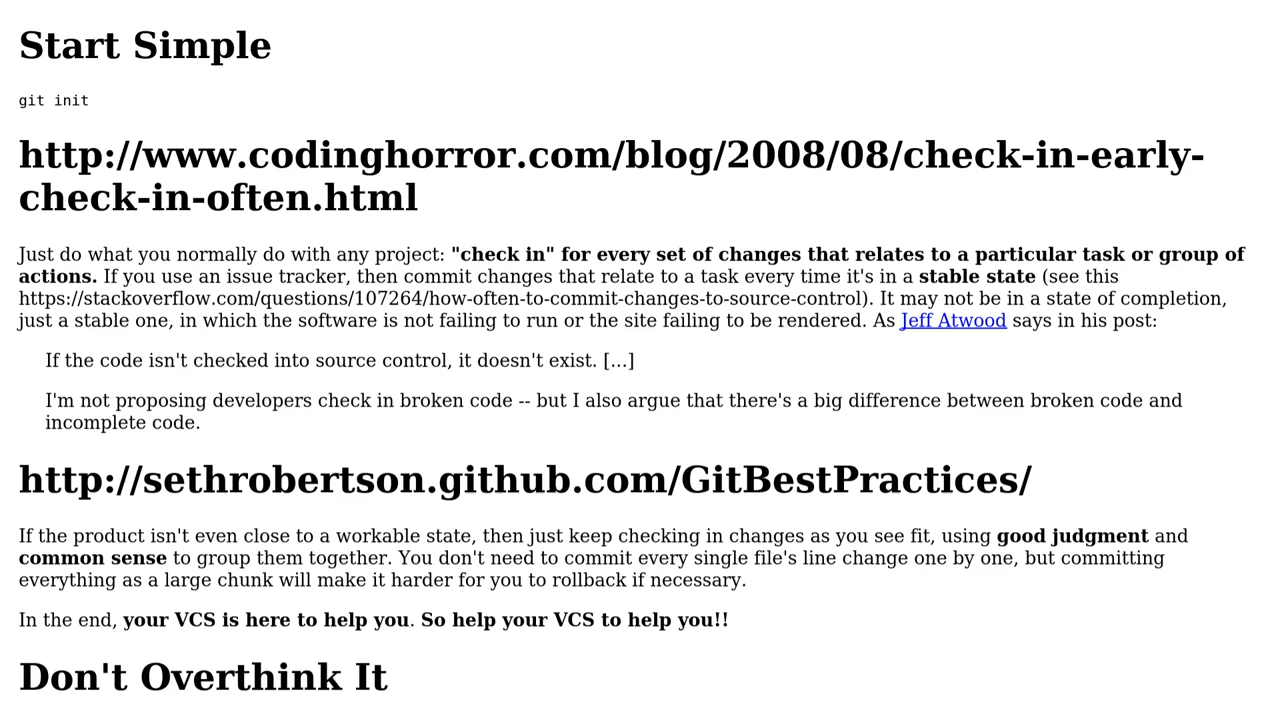 Start Simple
git init
http://www.codinghorror.com/blog/2008/08/check-in-early-
check-in-often.html
Just do what you normally do with any project: "check in" for every set of changes that relates to a particular task or group of
actions. If you use an issue tracker, then commit changes that relate to a task every time it's in a stable state (see this
https://stackoverflow.com/questions/107264/how-often-to-commit-changes-to-source-control). It may not be in a state of completion,
just a stable one, in which the software is not failing to run or the site failing to be rendered. As Jeff Atwood says in his post:
If the code isn't checked into source control, it doesn't exist. [...]
I'm not proposing developers check in broken code -- but I also argue that there's a big difference between broken code and
incomplete code.
http://sethrobertson.github.com/GitBestPractices/
If the product isn't even close to a workable state, then just keep checking in changes as you see fit, using good judgment and
common sense to group them together. You don't need to commit every single file's line change one by one, but committing
everything as a large chunk will make it harder for you to rollback if necessary.
In the end, your VCS is here to help you. So help your VCS to help you!!
Don't Overthink It